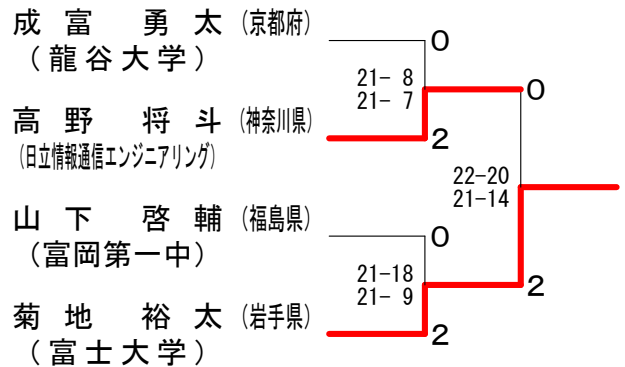 成富 勇太 (京都府)
(龍谷大学)
0
21- 8
21- 7
0
高野 将斗 (神奈川県)
(日立情報通信エンジニアリング)
2
22-20
21-14
山下 啓輔 (福島県)
(富岡第一中)
0
21-18
21- 9
2
菊地 裕太 (岩手県)
(富士大学)
2